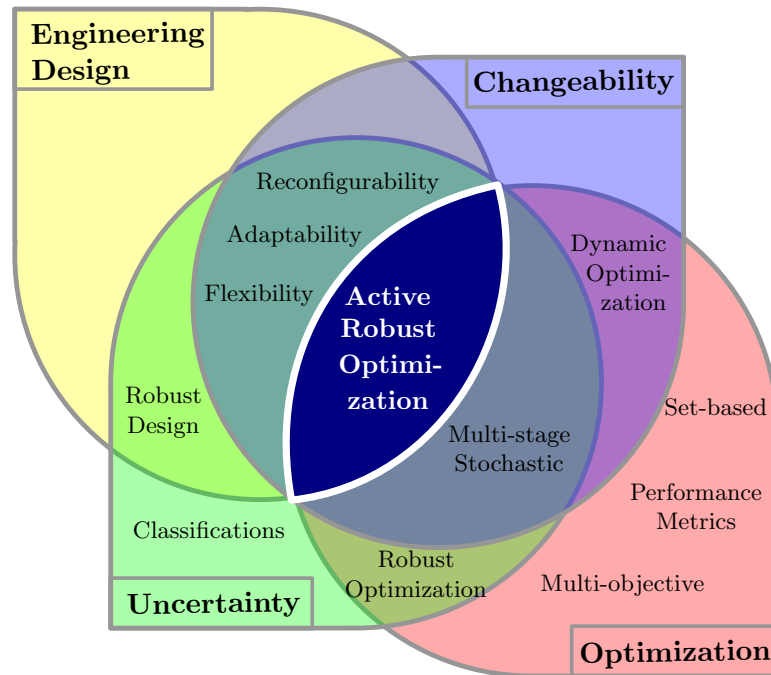 Engineering
Design
Changeability
Reconfigurability
Adaptability
Flexibility
Dynamic
Optimi-
zation
Active
Robust
Optimi-
zation
Robust
Design
Set-based
Multi-stage
Stochastic
Performance
Metrics
Classifications
Robust
Optimization
Multi-objective
Uncertainty
Optimization